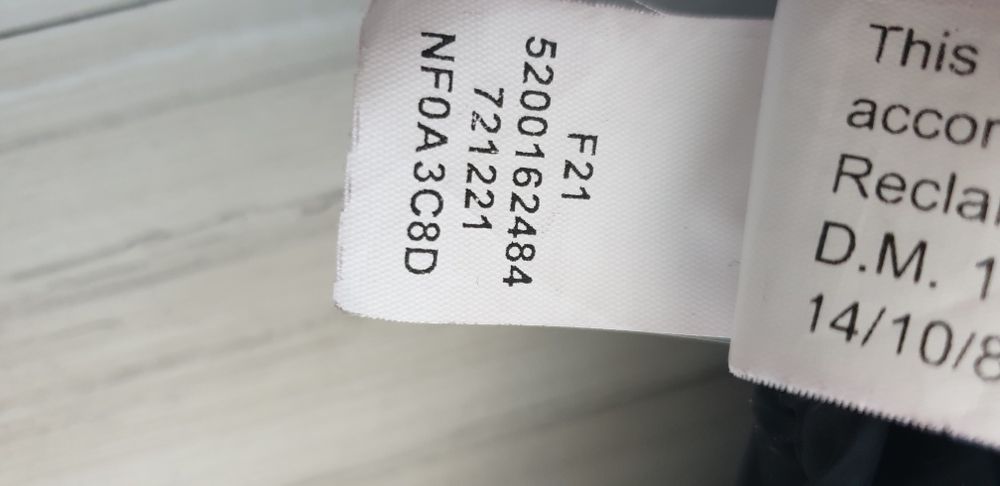 F21
5200162484
721221
NF0A3C8D
This
accor
Recla
D.M. 1
14/10/8